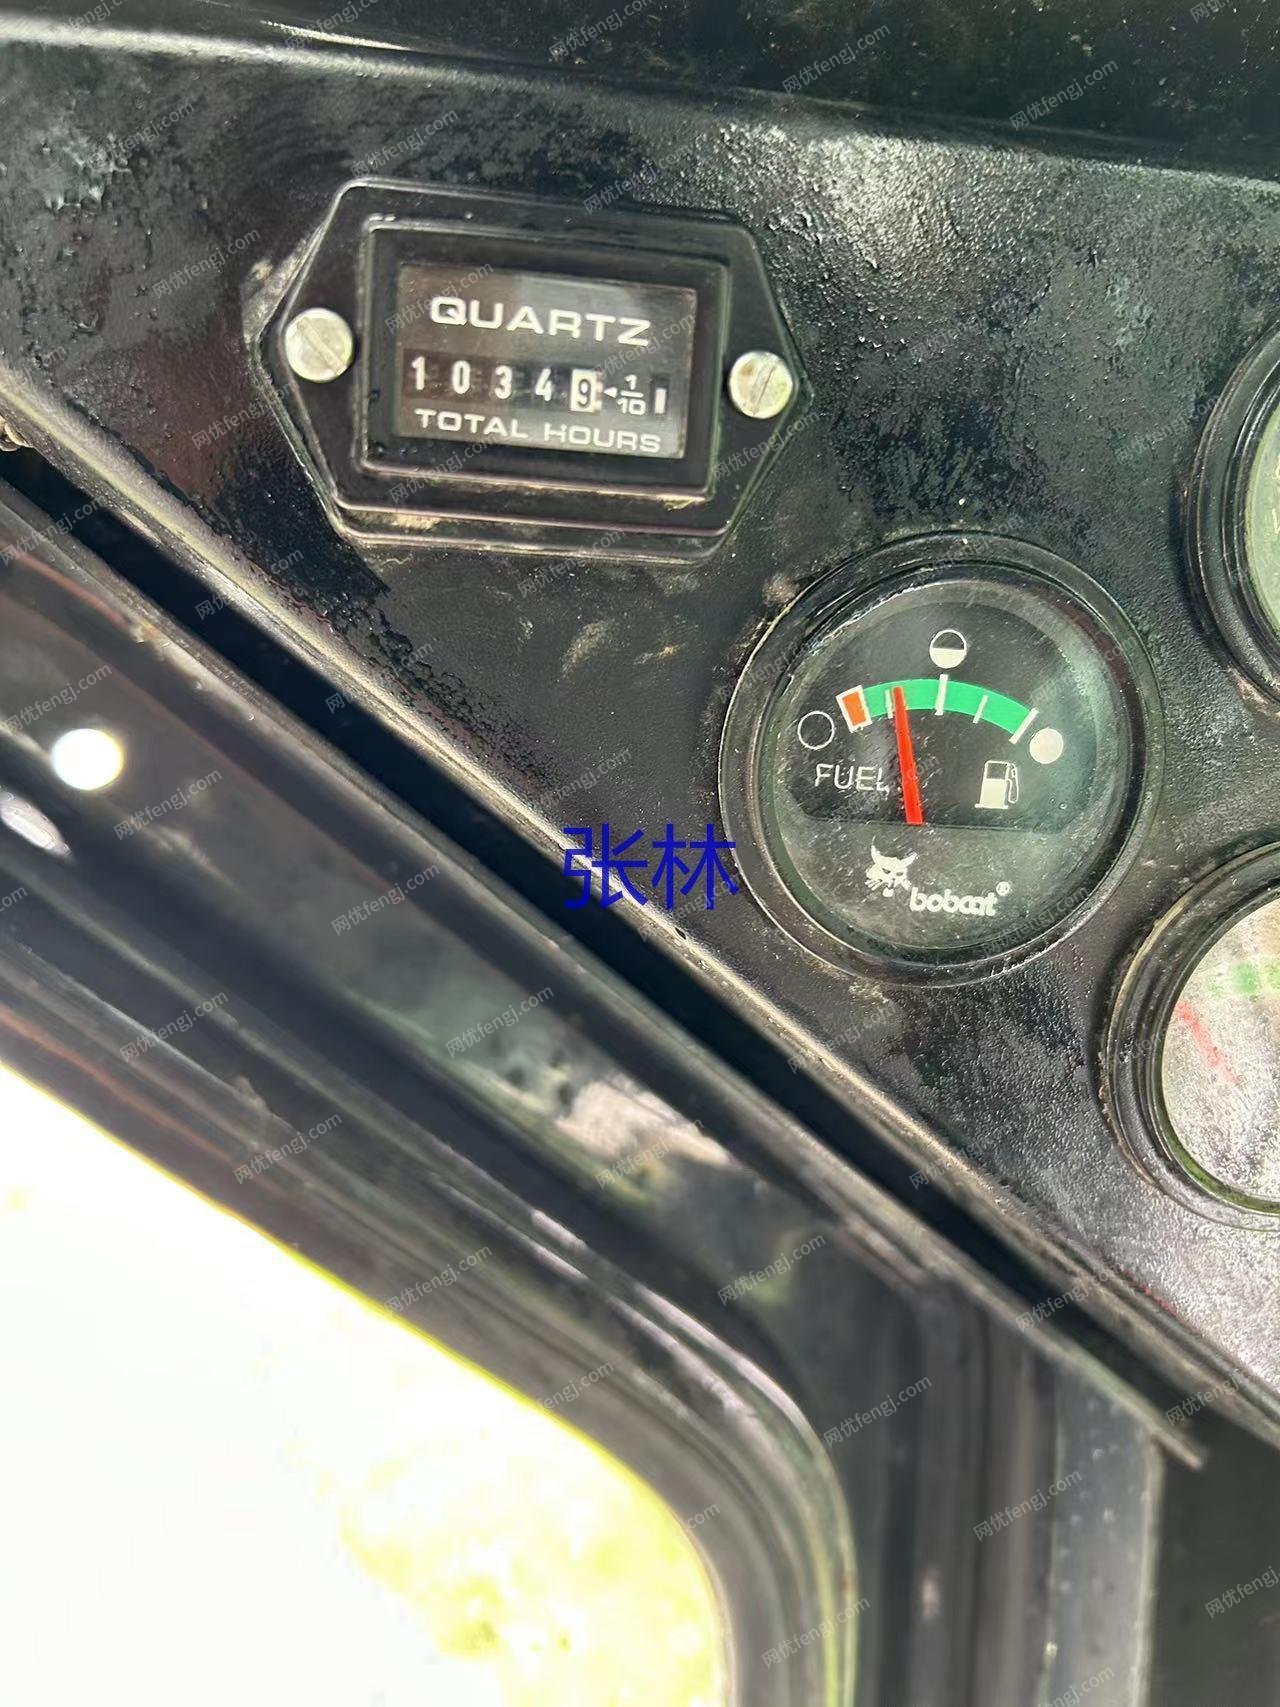 QUARTZ
1 0 3 4 9 1/10
TOTAL HOURS
FUEL
bobcat®
张林
网优fengj.com